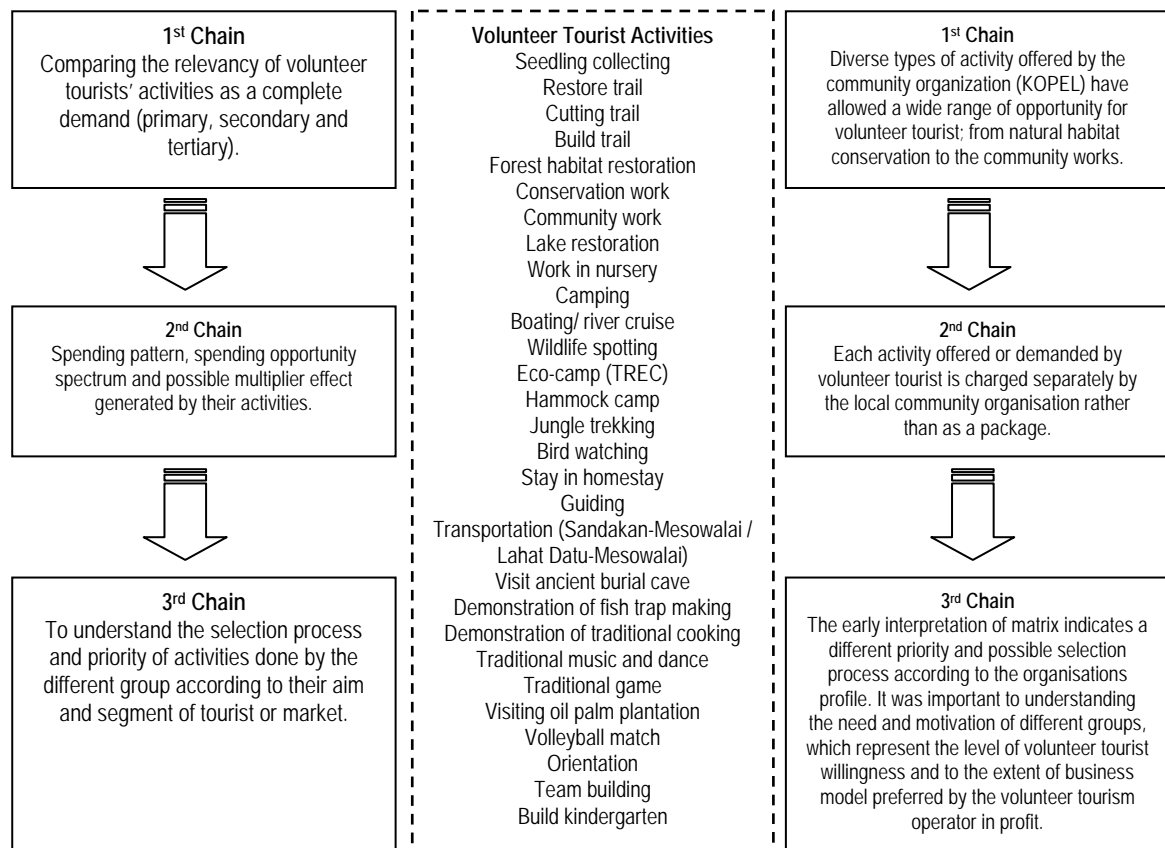 1st Chain
Comparing the relevancy of volunteer
tourists' activities as a complete
demand (primary, secondary and
tertiary).
2nd Chain
Spending pattern, spending opportunity
spectrum and possible multiplier effect
generated by their activities.
3rd Chain
To understand the selection process
and priority of activities done by the
different group according to their aim
and segment of tourist or market.
Volunteer Tourist Activities
Seedling collecting
Restore trail
Cutting trail
Build trail
Forest habitat restoration
Conservation work
Community work
Lake restoration
Work in nursery
Camping
Boating/ river cruise
Wildlife spotting
Eco-camp (TREC)
Hammock camp
Jungle trekking
Bird watching
Stay in homestay
Guiding
Transportation (Sandakan-Mesowalai /
Lahat Datu-Mesowalai)
Visit ancient burial cave
Demonstration of fish trap making
Demonstration of traditional cooking
Traditional music and dance
Traditional game
Visiting oil palm plantation
Volleyball match
Orientation
Team building
Build kindergarten
1st Chain
Diverse types of activity offered by the
community organization (KOPEL) have
allowed a wide range of opportunity for
volunteer tourist; from natural habitat
conservation to the community works.
2nd Chain
Each activity offered or demanded by
volunteer tourist is charged separately by
the local community organisation rather
than as a package.
3rd Chain
The early interpretation of matrix indicates a
different priority and possible selection
process according to the organisations
profile. It was important to understanding
the need and motivation of different groups,
which represent the level of volunteer tourist
willingness and to the extent of business
model preferred by the volunteer tourism
operator in profit.